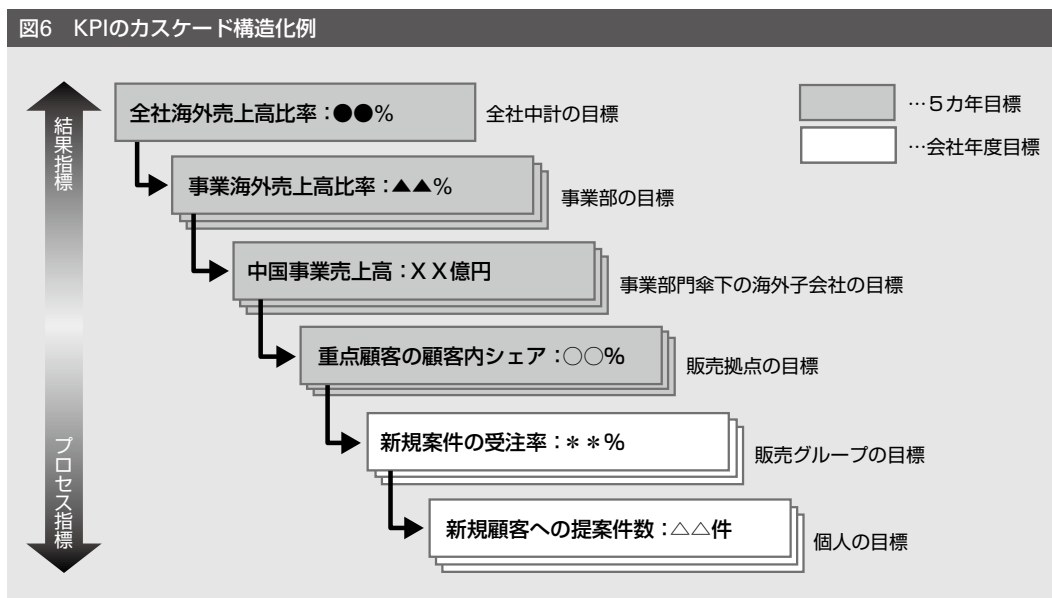 図6 KPIのカスケード構造化例
結果指標
プロセス指標
全社海外売上高比率：●●%
全社中計の目標
…５カ年目標
…会社年度目標
事業海外売上高比率：▲▲%
事業部の目標
中国事業売上高：ＸＸ億円
事業部門傘下の海外子会社の目標
重点顧客の顧客内シェア：○○%
販売拠点の目標
新規案件の受注率：＊＊%
販売グループの目標
新規顧客への提案件数：△△件
個人の目標